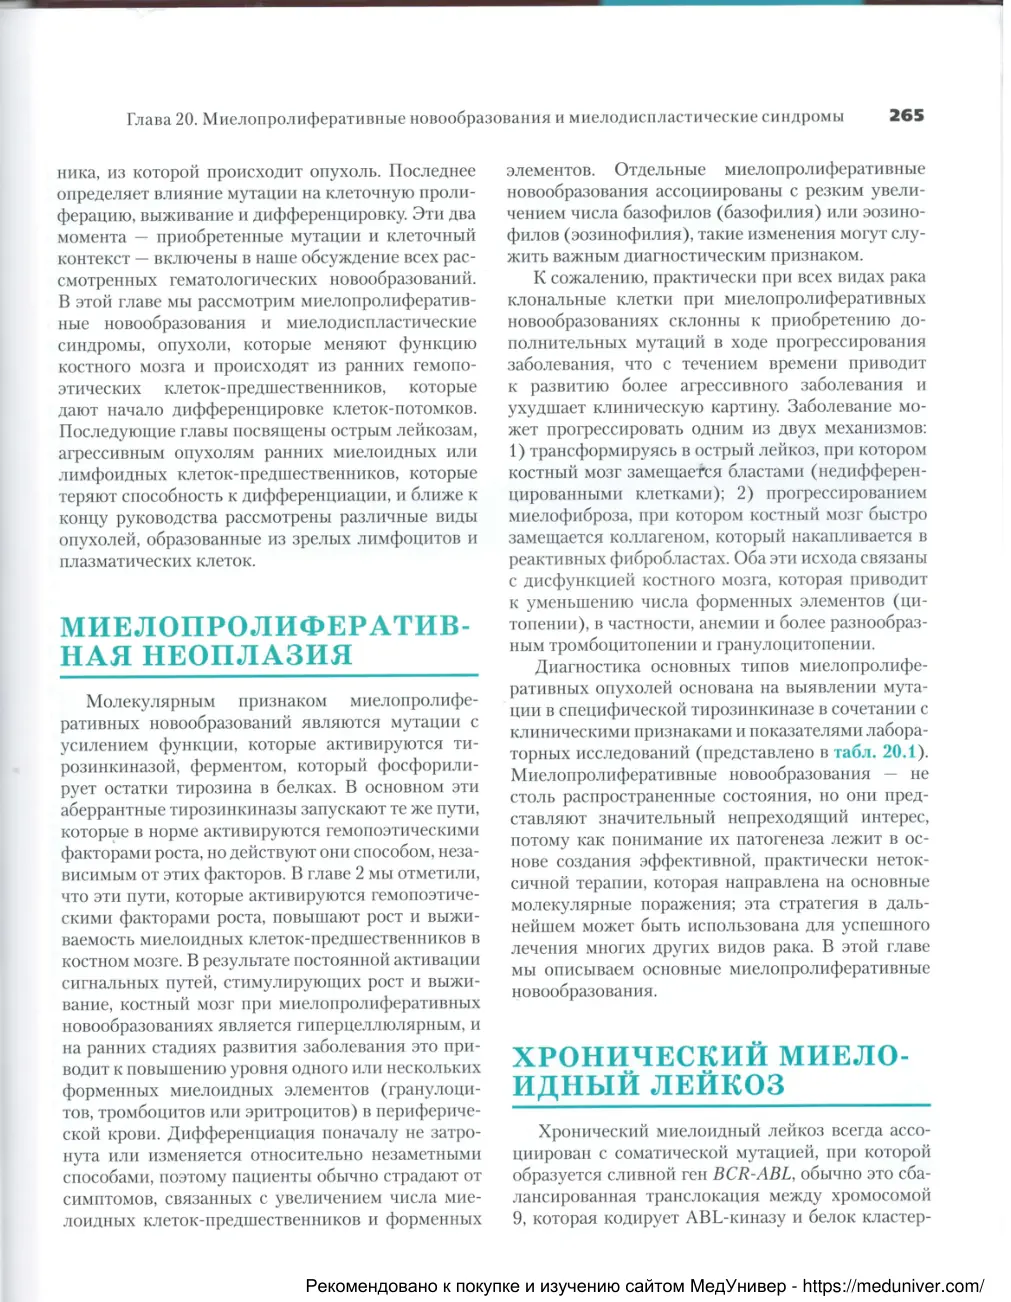 Глава 20. Миелопролиферативные новообразования и миелодиспластические синдромы 265
ника, из которой происходит опухоль. Последнее
определяет влияние мутации на клеточную проли-
ферацию, выживание и дифференцировку. Эти два
момента — приобретенные мутации и клеточный
контекст — включены в наше обсуждение всех рас-
смотренных гематологических новообразований.
В этой главе мы рассмотрим миелопролифератив-
ные новообразования и миелодиспластические
синдромы, опухоли, которые меняют функцию
костного мозга и происходят из ранних гемопо-
этических клеток-предшественников, которые
дают начало дифференцировке клеток-потомков.
Последующие главы посвящены острым лейкозам,
агрессивным опухолям ранних миелоидных или
лимфоидных клеток-предшественников, которые
теряют способность к дифференциации, и ближе к
концу руководства рассмотрены различные виды
опухолей, образованные из зрелых лимфоцитов и
плазматических клеток.
МИЕЛОПРОЛИФЕРАТИВ-
НАЯ НЕОПЛАЗИЯ
Молекулярным признаком миелопролифе-
ративных новообразований являются мутации с
усилением функции, которые активируются ти-
розинкиназой, ферментом, который фосфорили-
рует остатки тирозина в белках. В основном эти
аберрантные тирозинкиназы запускают те же пути,
которые в норме активируются гемопоэтическими
факторами роста, но действуют они способом, неза-
висимым от этих факторов. В главе 2 мы отметили,
что эти пути, которые активируются гемопоэтиче-
скими факторами роста, повышают рост и выжи-
ваемость миелоидных клеток-предшественников в
костном мозге. В результате постоянной активации
сигнальных путей, стимулирующих рост и выжи-
вание, костный мозг при миелопролиферативных
новообразованиях является гиперцеллюлярным, и
на ранних стадиях развития заболевания это при-
водит к повышению уровня одного или нескольких
форменных миелоидных элементов (гранулоци-
тов, тромбоцитов или эритроцитов) в перифериче-
ской крови. Дифференциация поначалу не затро-
нута или изменяется относительно незаметными
способами, поэтому пациенты обычно страдают от
симптомов, связанных с увеличением числа мие-
лоидных клеток-предшественников и форменных
элементов. Отдельные миелопролиферативные
новообразования ассоциированы с резким увели-
чением числа базофилов (базофилия) или эозино-
филов (эозинофилия), такие изменения могут слу-
жить важным диагностическим признаком.
К сожалению, практически при всех видах рака
клональные клетки при миелопролиферативных
новообразованиях склонны к приобретению до-
полнительных мутаций в ходе прогрессирования
заболевания, что с течением времени приводит
к развитию более агрессивного заболевания и
ухудшает клиническую картину. Заболевание мо-
жет прогрессировать одним из двух механизмов:
1) трансформируясь в острый лейкоз, при котором
костный мозг замещается бластами (недифферен-
цированными клетками); 2) прогрессированием
миелофиброза, при котором костный мозг быстро
замещается коллагеном, который накапливается в
реактивных фибробластах. Оба эти исхода связаны
с дисфункцией костного мозга, которая приводит
к уменьшению числа форменных элементов (ци-
топении), в частности, анемии и более разнообраз-
ным тромбоцитопении и гранулоцитопении.
Диагностика основных типов миелопролифе-
ративных опухолей основана на выявлении мута-
ции в специфической тирозинкиназе в сочетании с
клиническими признаками и показателями лабора-
торных исследований (представлено в табл. 20.1).
Миелопролиферативные новообразования — не
столь распространенные состояния, но они пред-
ставляют значительный непреходящий интерес,
потому как понимание их патогенеза лежит в ос-
нове создания эффективной, практически неток-
сичной терапии, которая направлена на основные
молекулярные поражения; эта стратегия в даль-
нейшем может быть использована для успешного
лечения многих других видов рака. В этой главе
мы описываем основные миелопролиферативные
новообразования.
ХРОНИЧЕСКИЙ МИЕЛО-
ИДНЫЙ ЛЕЙКОЗ
Хронический миелоидный лейкоз всегда ассо-
циирован с соматической мутацией, при которой
образуется сливной ген BCR-ABL, обычно это сба-
лансированная транслокация между хромосомой
9, которая кодирует ABL-киназу и белок кластер-
Рекомендовано к покупке и изучению сайтом МедУнивер - https://meduniver.com/